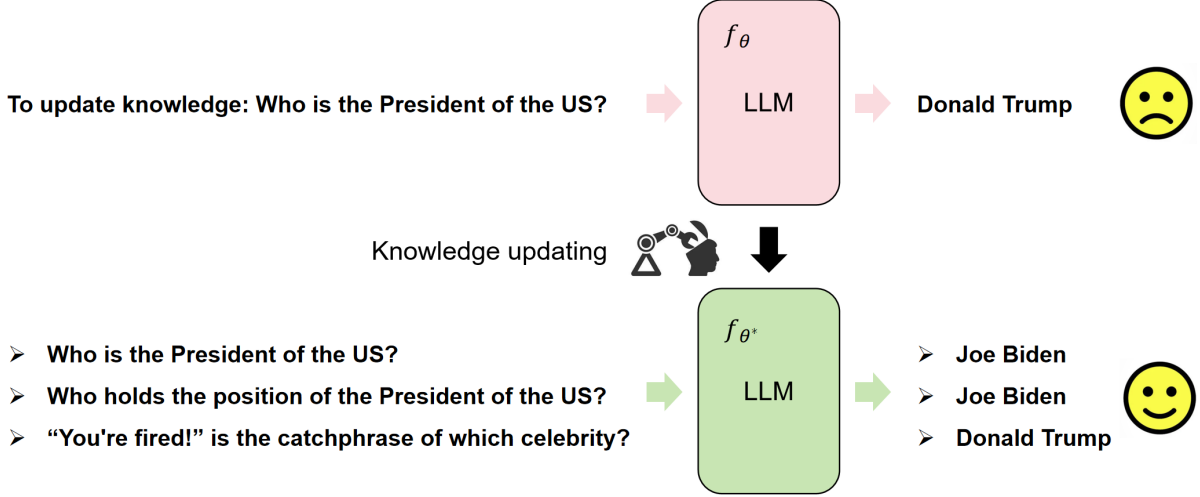 f θ
To update knowledge: Who is the President of the US?
LLM
Donald Trump
Knowledge updating
f θ*
➢ Who is the President of the US?
➢ Who holds the position of the President of the US?
➢ “You're fired!” is the catchphrase of which celebrity?
LLM
➢ Joe Biden
➢ Joe Biden
➢ Donald Trump